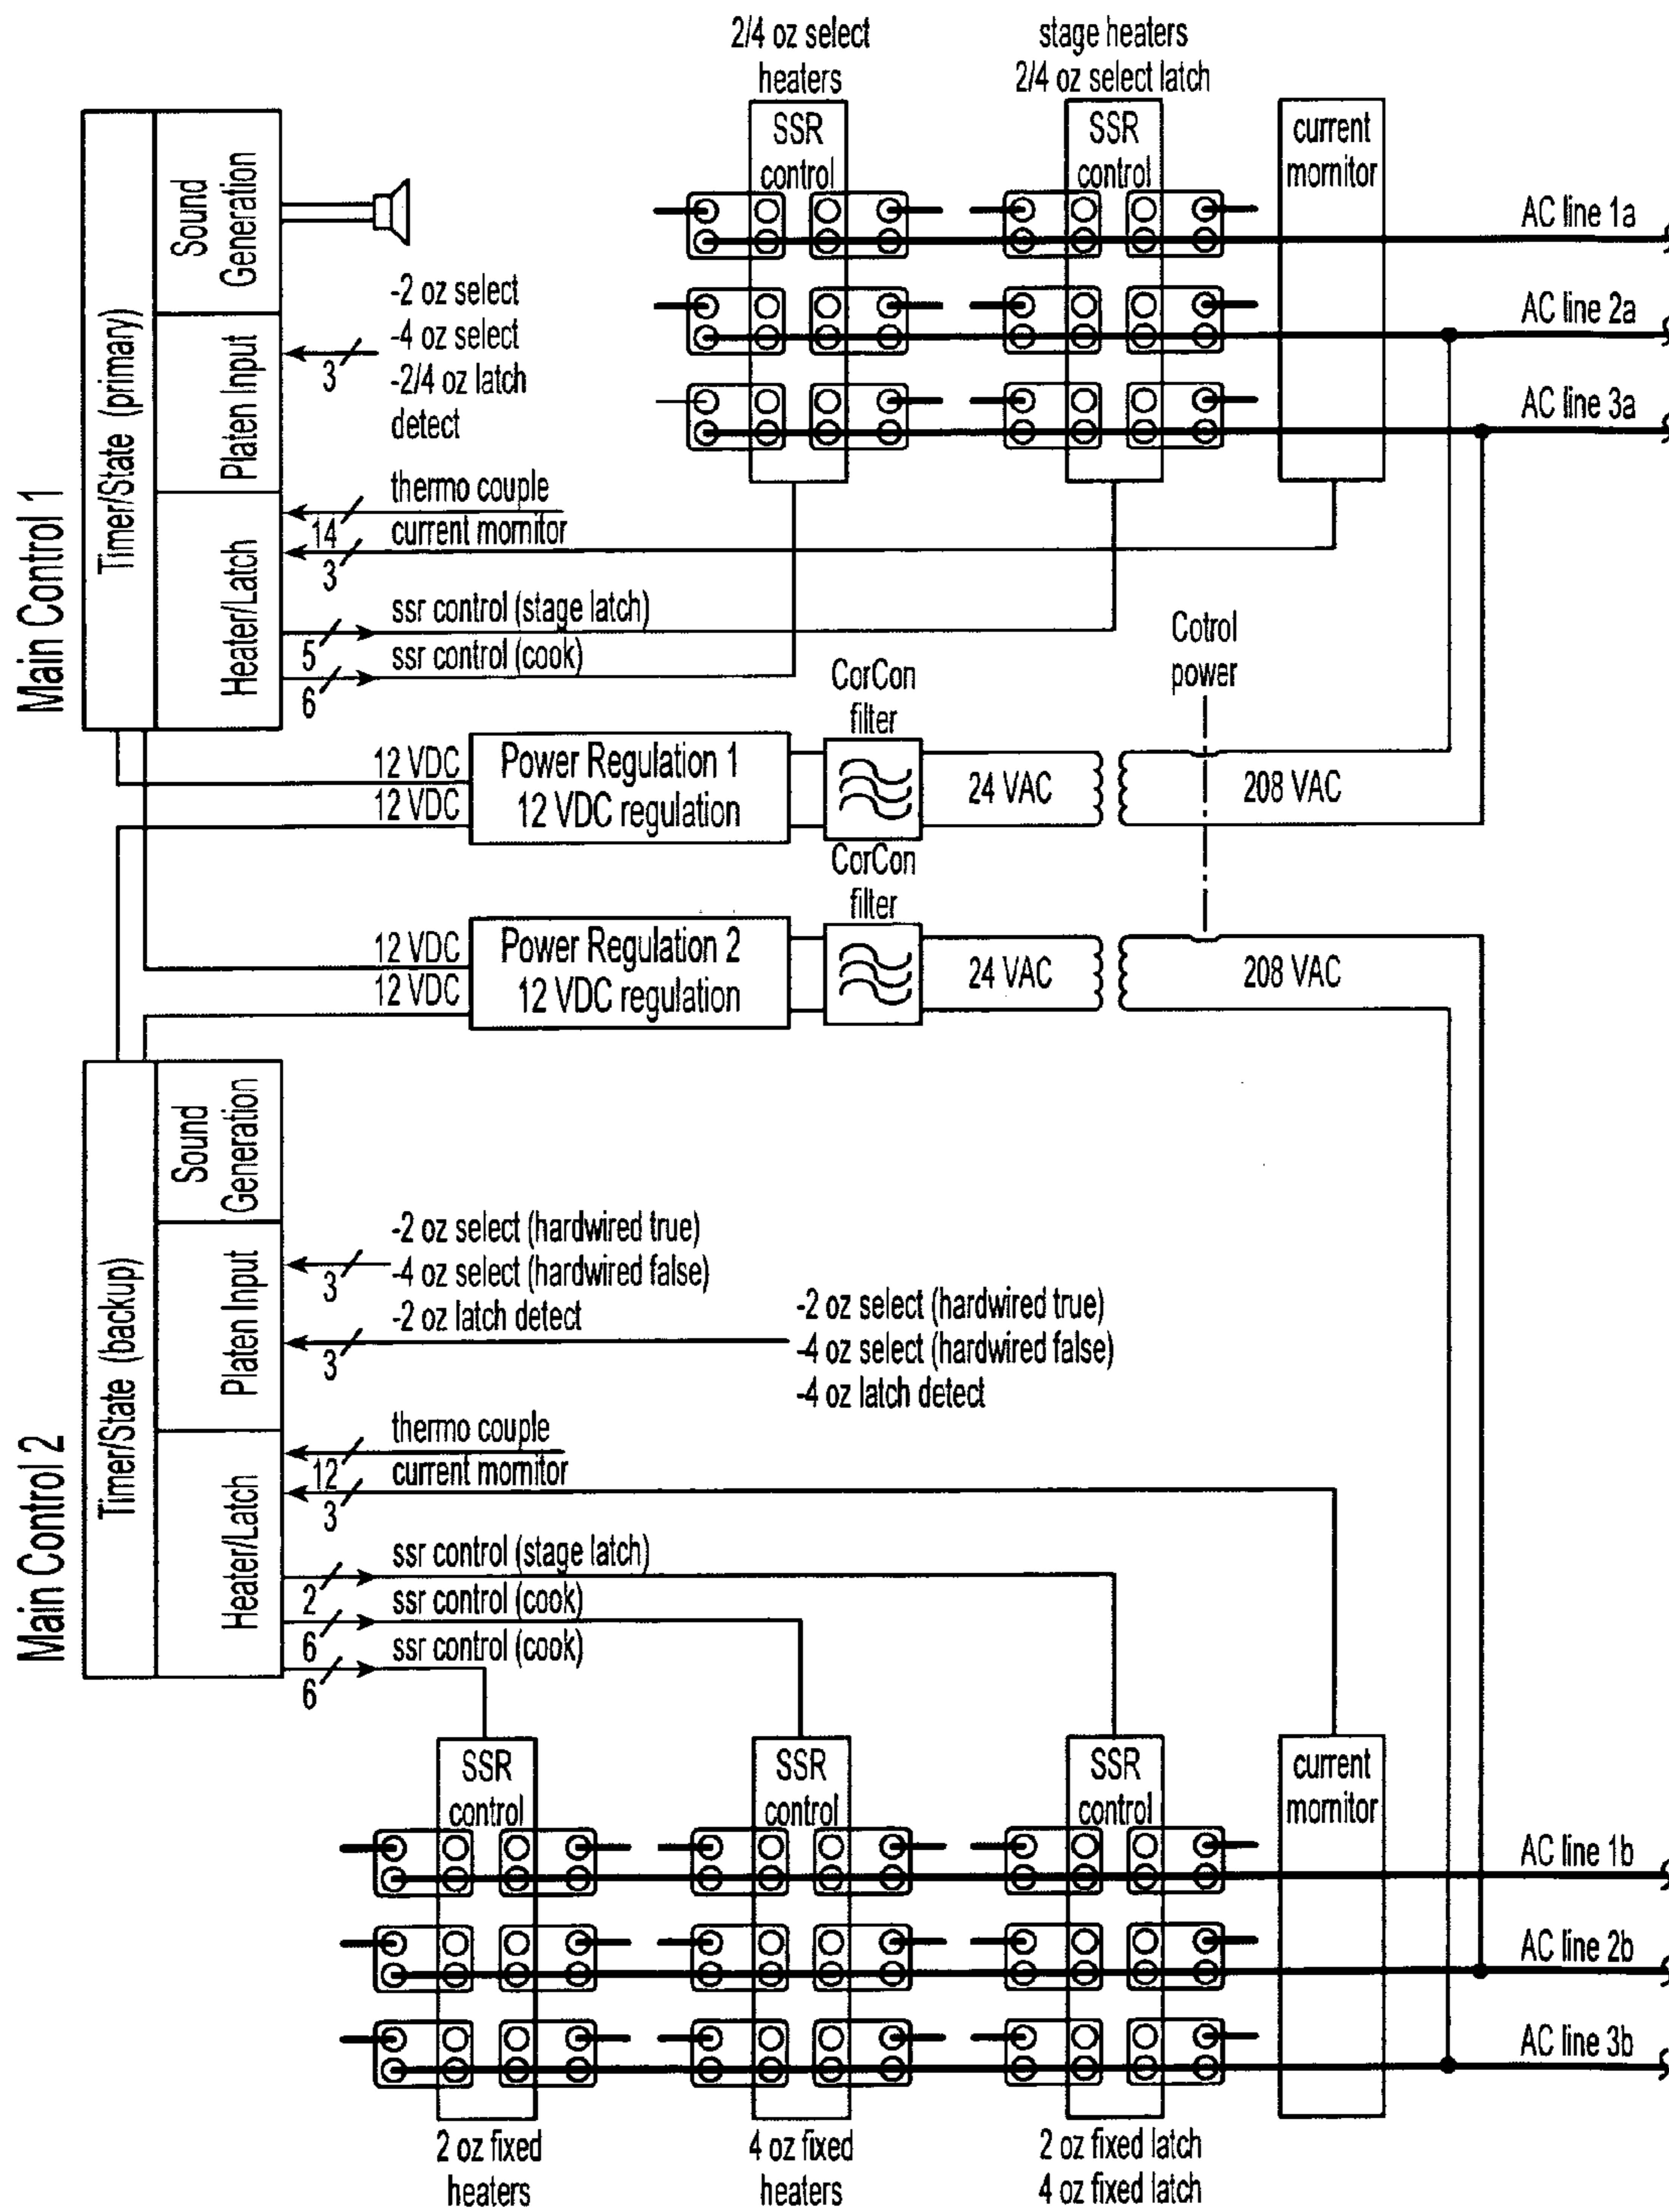 2/4 oz select
heaters
stage heaters
2/4 oz select latch
SSR
control
SSR
control
current
mornitor
AC line 1a
AC line 2a
AC line 3a
Main Control 1
Timer/State (primary)
Sound
Generation
Platen Input
Heater/Latch
-2 oz select
-4 oz select
-2/4 oz latch
detect
3
thermo couple
14
current mornitor
3
ssr control (stage latch)
5
ssr control (cook)
6
Cotrol
power
CorCon
filter
12 VDC
12 VDC
Power Regulation 1
12 VDC regulation
24 VAC
208 VAC
CorCon
filter
12 VDC
12 VDC
Power Regulation 2
12 VDC regulation
24 VAC
208 VAC
Main Control 2
Timer/State (backup)
Sound
Generation
Platen Input
Heater/Latch
-2 oz select (hardwired true)
-4 oz select (hardwired false)
-2 oz latch detect
3
-2 oz select (hardwired true)
-4 oz select (hardwired false)
-4 oz latch detect
3
thermo couple
12
current mornitor
3
ssr control (stage latch)
2
ssr control (cook)
6
ssr control (cook)
6
SSR
control
SSR
control
SSR
control
current
mornitor
AC line 1b
AC line 2b
AC line 3b
2 oz fixed
heaters
4 oz fixed
heaters
2 oz fixed latch
4 oz fixed latch